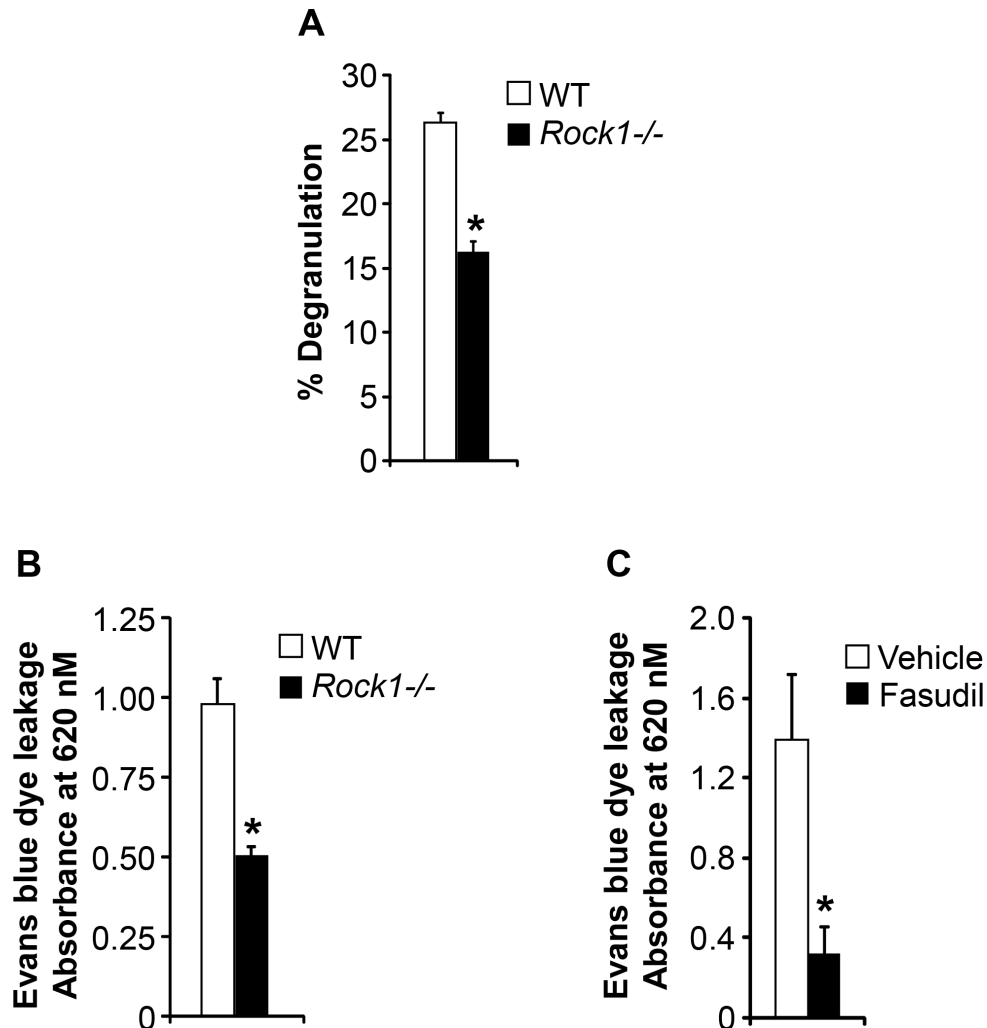 A
30
25
20
15
10
5
0
% Degranulation
WT
Rock1-/-
*
B
1.25
1.00
0.75
0.50
0.25
0
Evans blue dye leakage
Absorbance at 620 nM
WT
Rock1-/-
*
C
2.0
1.6
1.2
0.8
0.4
0
Evans blue dye leakage
Absorbance at 620 nM
Vehicle
Fasudil
*